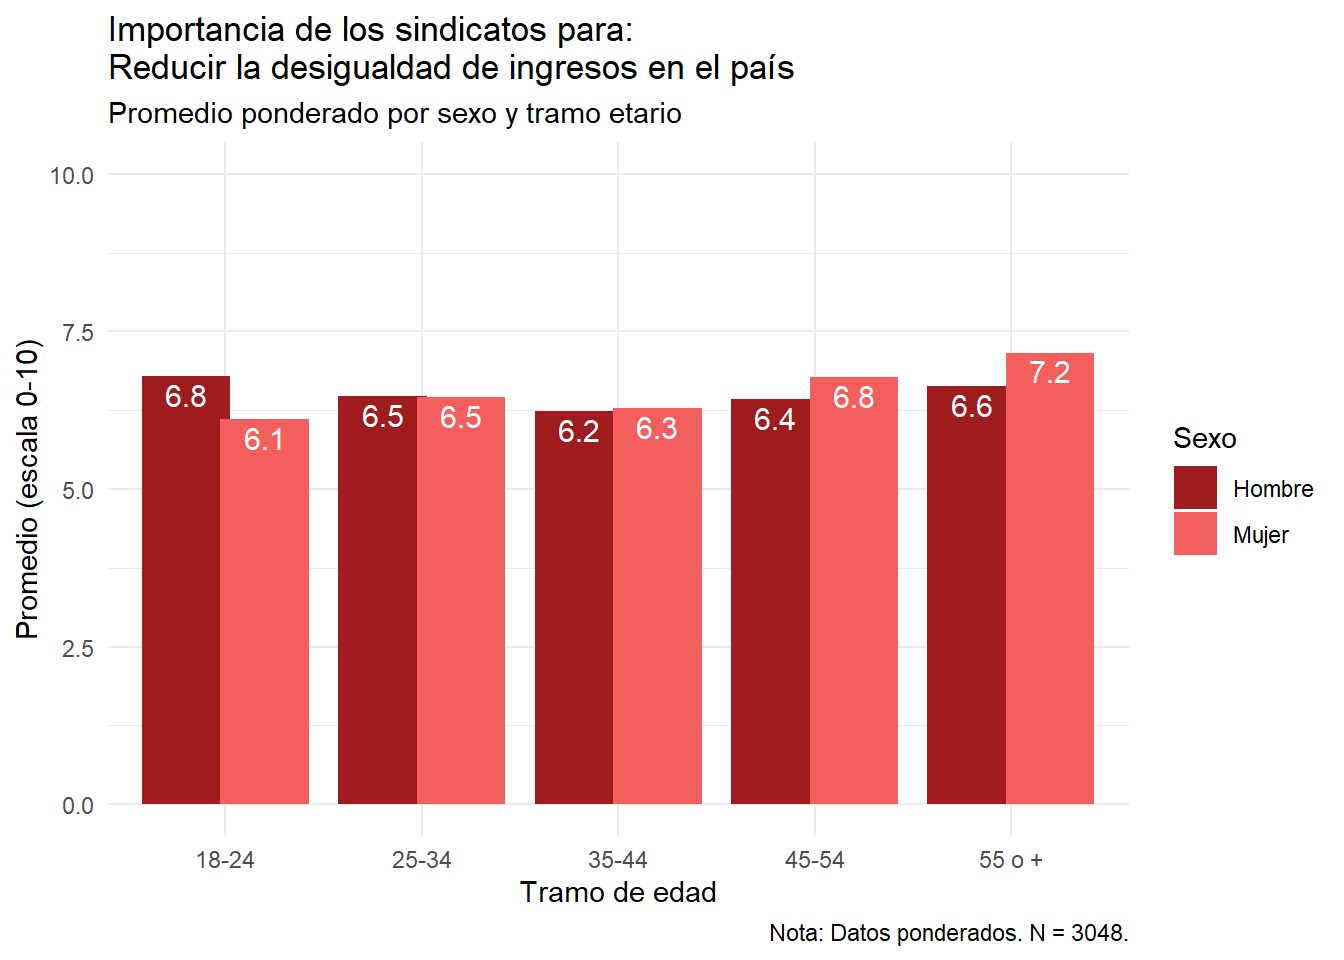 Importancia de los sindicatos para:
Reducir la desigualdad de ingresos en el país
Promedio ponderado por sexo y tramo etario
Promedio (escala 0-10)
10.0
7.5
5.0
2.5
0.0
6.8
6.1
6.5
6.5
6.2
6.3
6.4
6.8
6.6
7.2
Sexo
Hombre
Mujer
18-24
25-34
35-44
45-54
55 o +
Tramo de edad
Nota: Datos ponderados. N = 3048.